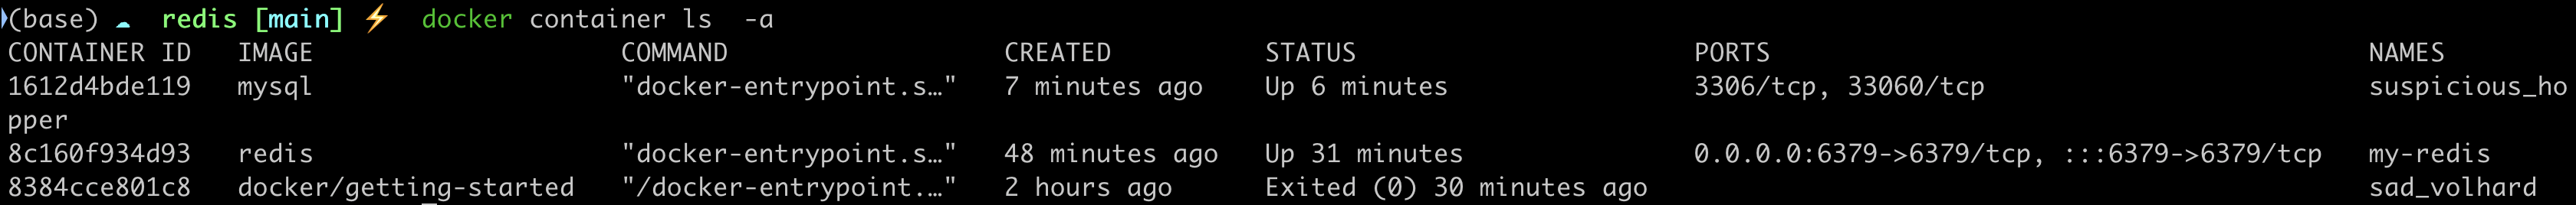 (base) ☁  redis [main] ⚡  docker container ls  -a
CONTAINER ID   IMAGE                    COMMAND                  CREATED          STATUS                      PORTS                                       NAMES
1612d4bde119   mysql                    "docker-entrypoint.s…"   7 minutes ago    Up 6 minutes                3306/tcp, 33060/tcp                         suspicious_ho
pper
8c160f934d93   redis                    "docker-entrypoint.s…"   48 minutes ago   Up 31 minutes               0.0.0.0:6379->6379/tcp, :::6379->6379/tcp   my-redis
8384cce801c8   docker/getting-started   "/docker-entrypoint.…"   2 hours ago      Exited (0) 30 minutes ago                                               sad_volhard